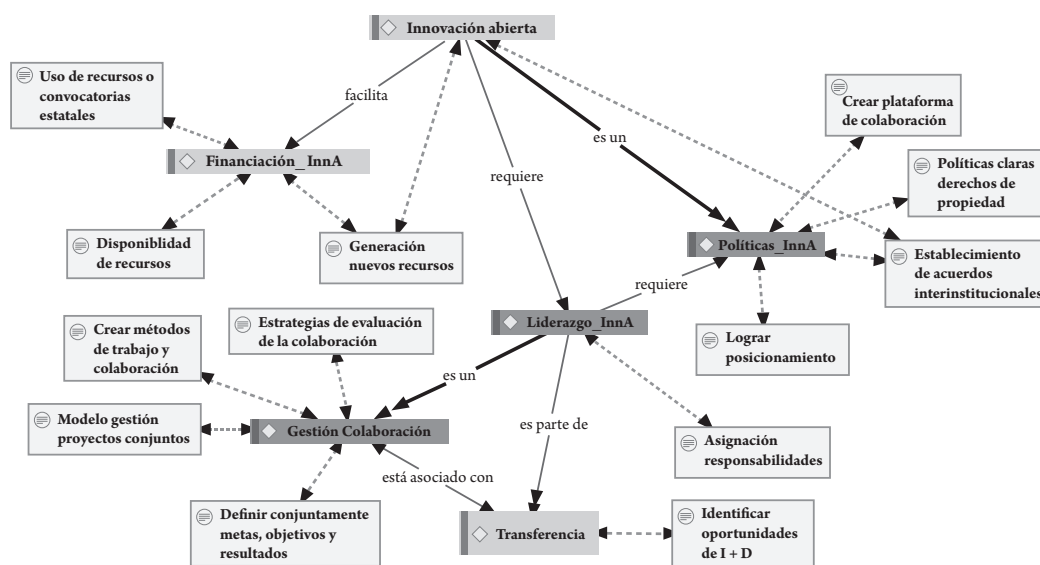 Innovación abierta
Uso de recursos o
convocatorias
estatales
facilita
Crear plataforma
de colaboración
es un
Financiación_InnA
Políticas claras
derechos de
propiedad
requiere
Disponiblidad
de recursos
Generación
nuevos recursos
Políticas_InnA
Establecimiento
de acuerdos
interinstitucionales
requiere
Crear métodos
de trabajo y
colaboración
Estrategias de evaluación
de la colaboración
Liderazgo_InnA
Lograr
posicionamiento
es un
Modelo gestión
proyectos conjuntos
Gestión Colaboración
es parte de
Asignación
responsabilidades
está asociado con
Definir conjuntamente
metas, objetivos y
resultados
Transferencia
Identificar
oportunidades
de I + D